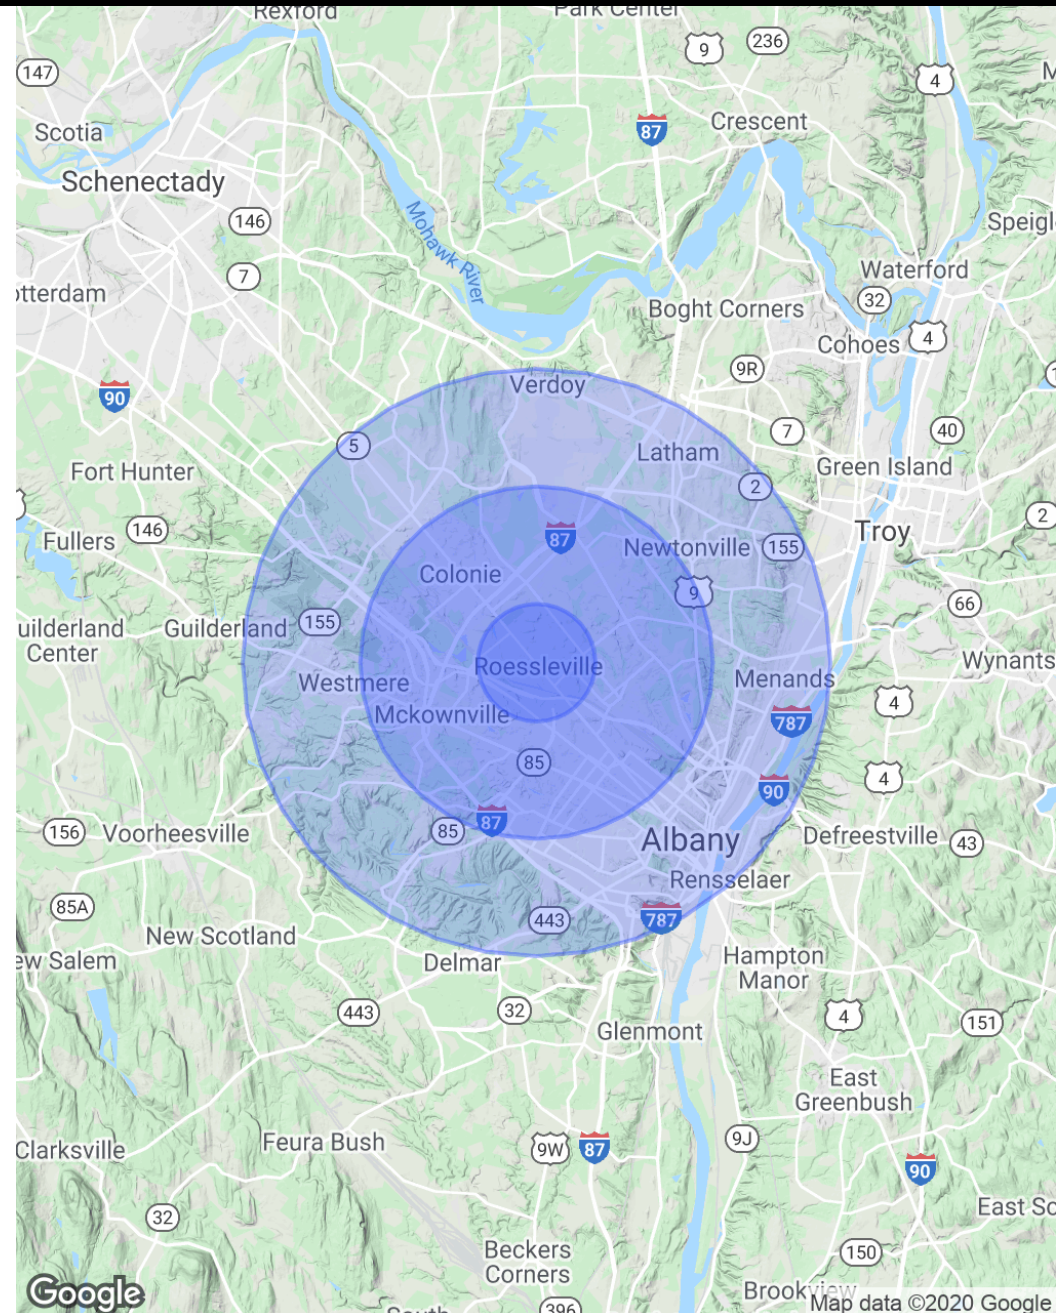 Rexford
Park Center
9
236
147
4
87
Scotia
Crescent
Schenectady
146
Mohawk River
Speigl
7
Waterford
otterdam
32
Boght Corners
4
Cohoes
9R
90
Verdoy
7
40
5
Latham
Fort Hunter
Green Island
2
146
2
87
Troy
Fullers
Newtonville
155
Colonie
9
66
155
uilderland
Center
Guilderland
Roessleville
Wynants
Westmere
Menands
4
Mckownville
787
85
4
90
87
85
156
Voorheesville
Albany
Defreestville
43
Rensselaer
85A
443
787
New Scotland
ew Salem
Delmar
Hampton
Manor
443
32
4
151
Glenmont
East
Greenbush
Clarksville
Feura Bush
9W
87
9J
90
32
East Sc
Beckers
Corners
150
Google
Brookview
Map data ©2020 Google
South
396